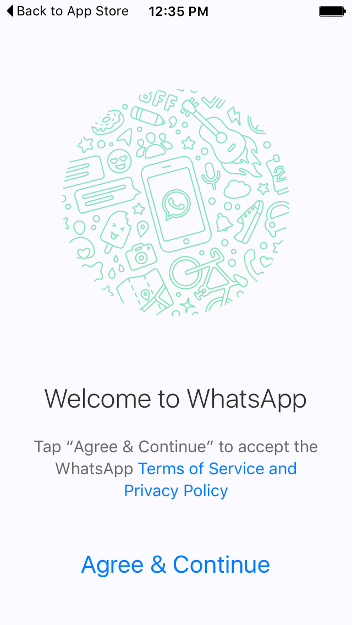 Back to App Store 12:35 PM
OFF
Welcome to WhatsApp
Tap “Agree & Continue” to accept the
WhatsApp Terms of Service and
Privacy Policy
Agree & Continue